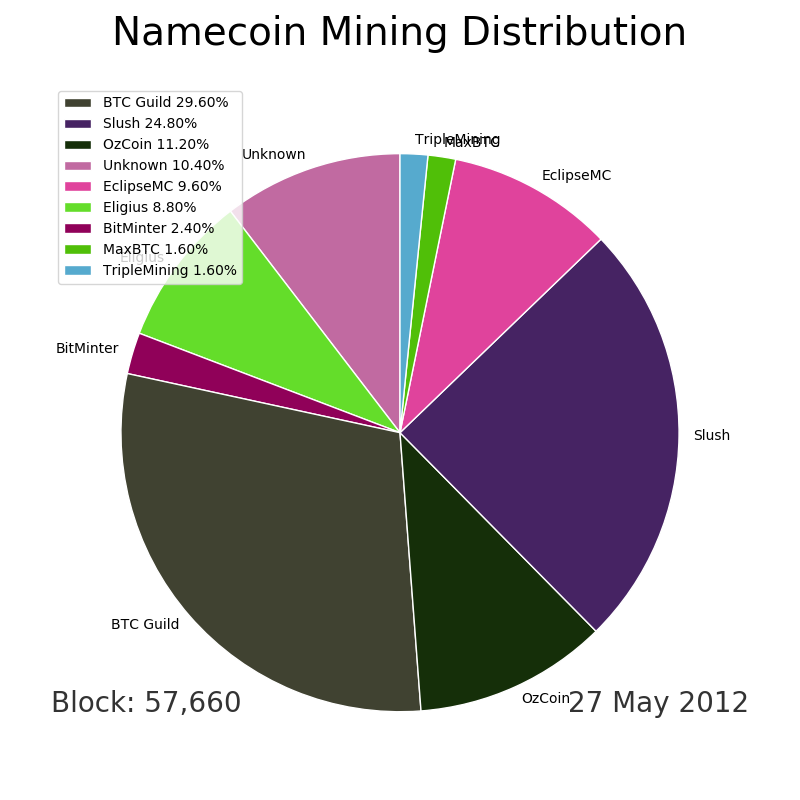 Namecoin Mining Distribution
BTC Guild 29.60%
Slush 24.80%
OzCoin 11.20%
Unknown 10.40%
EclipseMC 9.60%
Eligius 8.80%
BitMinter 2.40%
MaxBTC 1.60%
TripleMining 1.60%
TripleMining
MaxBTC
Unknown
EclipseMC
Eligius
BitMinter
Slush
BTC Guild
OzCoin
Block: 57,660
27 May 2012